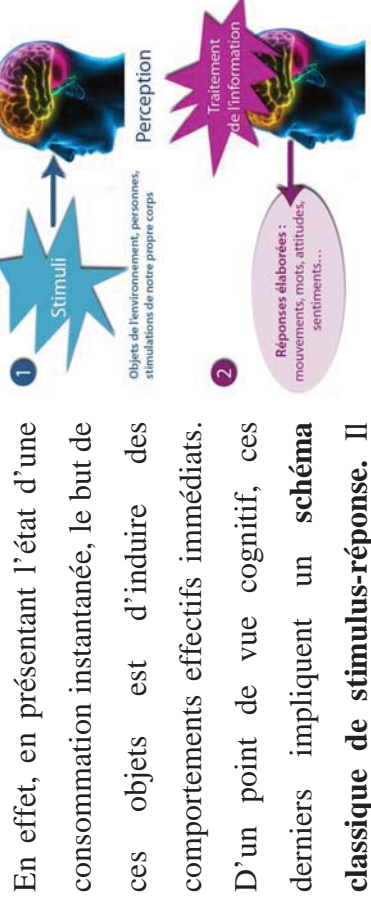 En effet, en présentant l'état d'une
consommation instantanée, le but de
ces objets est d'induire des
comportements effectifs immédiats.
D'un point de vue cognitif, ces
derniers impliquent un schéma
classique de stimulus-réponse. Il
1
Stimuli
Objets de l'environnement, personnes,
stimulations de notre propre corps
Perception
2
Traitement
de l'information
Réponses élaborées :
mouvements, mots, attitudes,
sentiments...